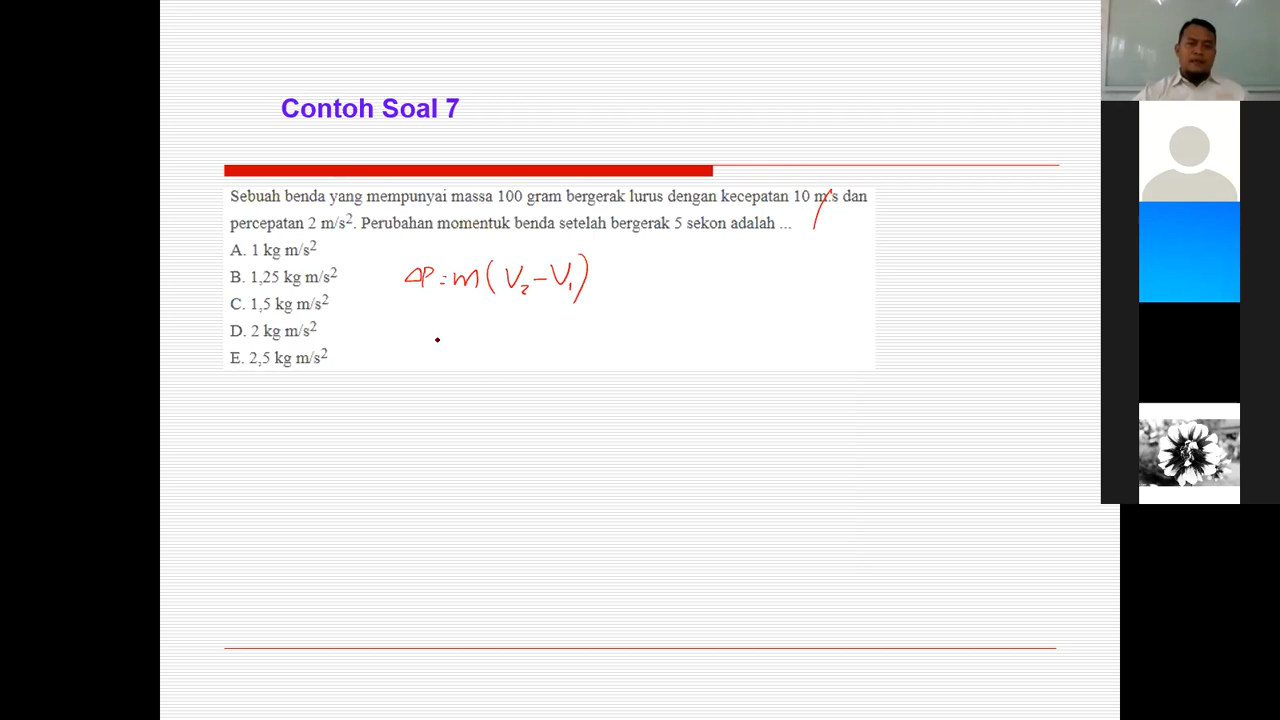 Contoh Soal 7
Sebuah benda yang mempunyai massa 100 gram bergerak lurus dengan kecepatan 10 m.s dan
percepatan 2 m/s². Perubahan momentuk benda setelah bergerak 5 sekon adalah ...
A. 1 kg m/s²
B. 1,25 kg m/s²
C. 1,5 kg m/s²
D. 2 kg m/s²
E. 2,5 kg m/s²
ΔP = m (V₂ - V₁)